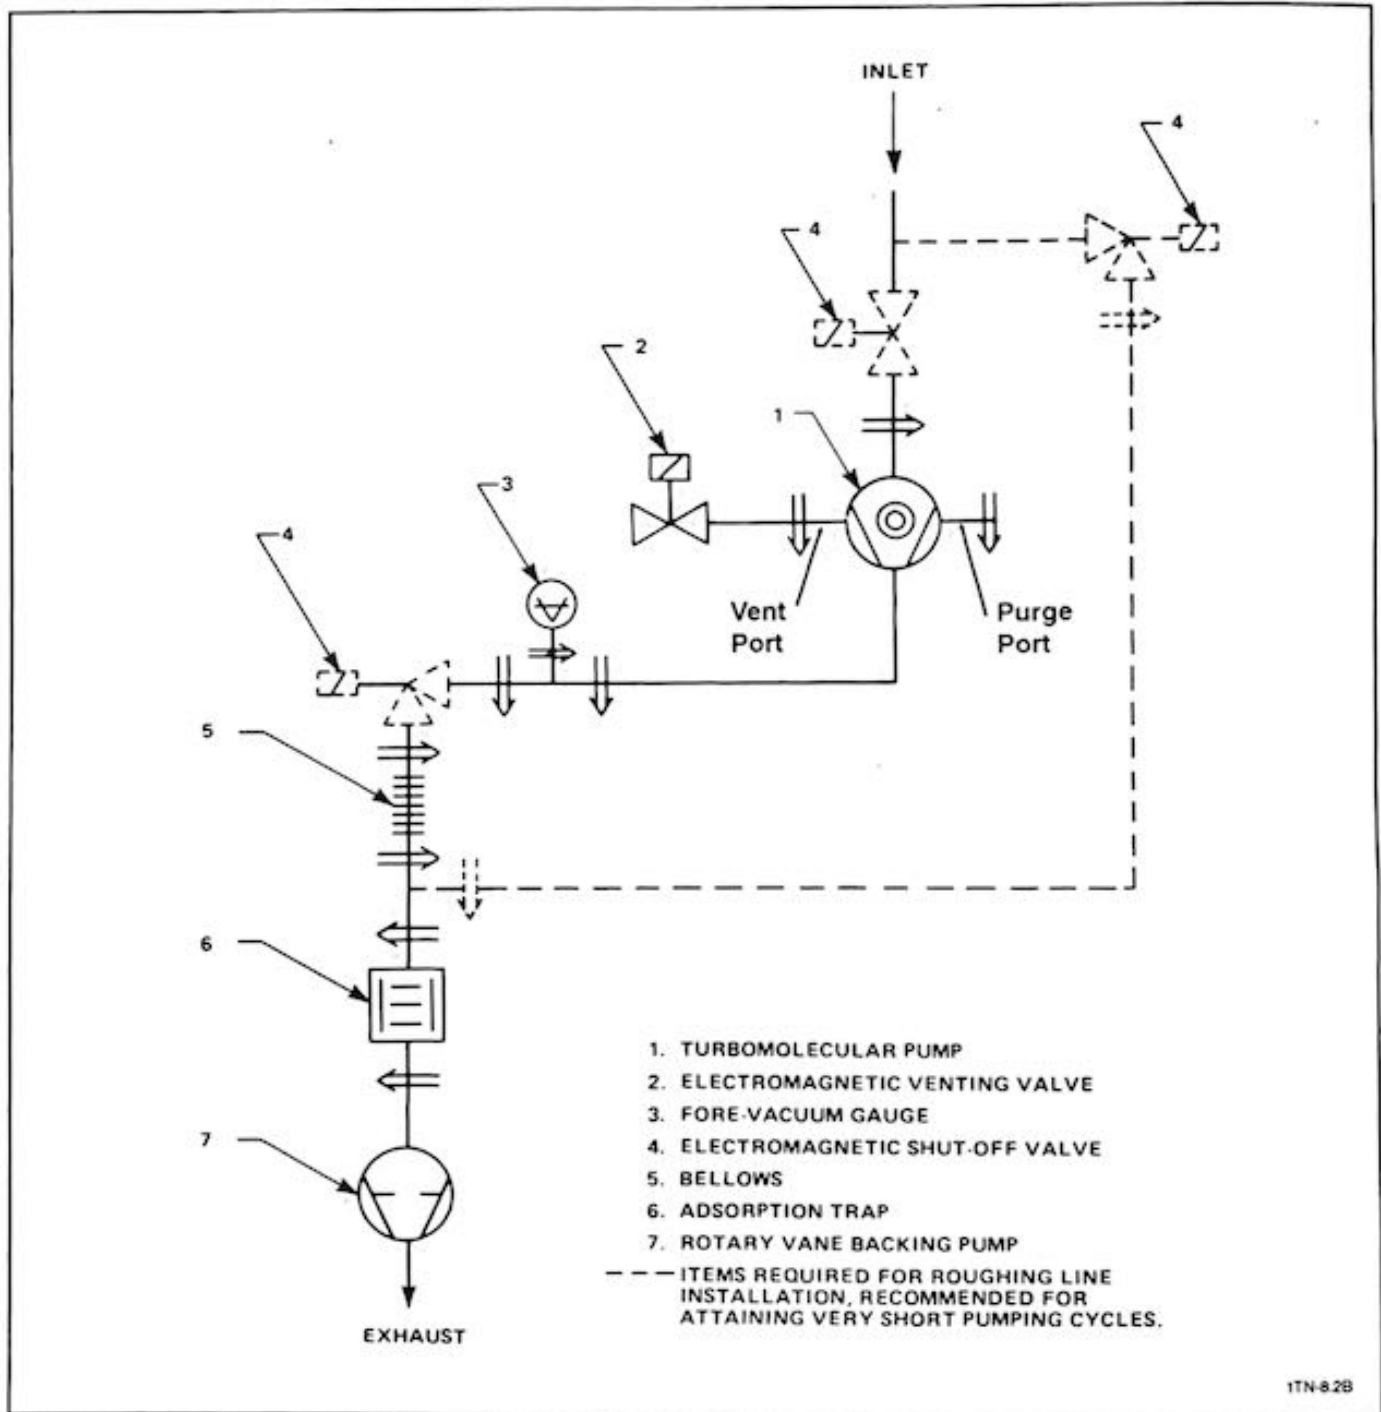 INLET
4
4
2
1
3
4
Vent
Port
Purge
Port
5
6
7
1. TURBOMOLECULAR PUMP
2. ELECTROMAGNETIC VENTING VALVE
3. FORE-VACUUM GAUGE
4. ELECTROMAGNETIC SHUT-OFF VALVE
5. BELLOWS
6. ADSORPTION TRAP
7. ROTARY VANE BACKING PUMP
--- ITEMS REQUIRED FOR ROUGHING LINE
INSTALLATION, RECOMMENDED FOR
ATTAINING VERY SHORT PUMPING CYCLES.
EXHAUST
1TN-8.2B